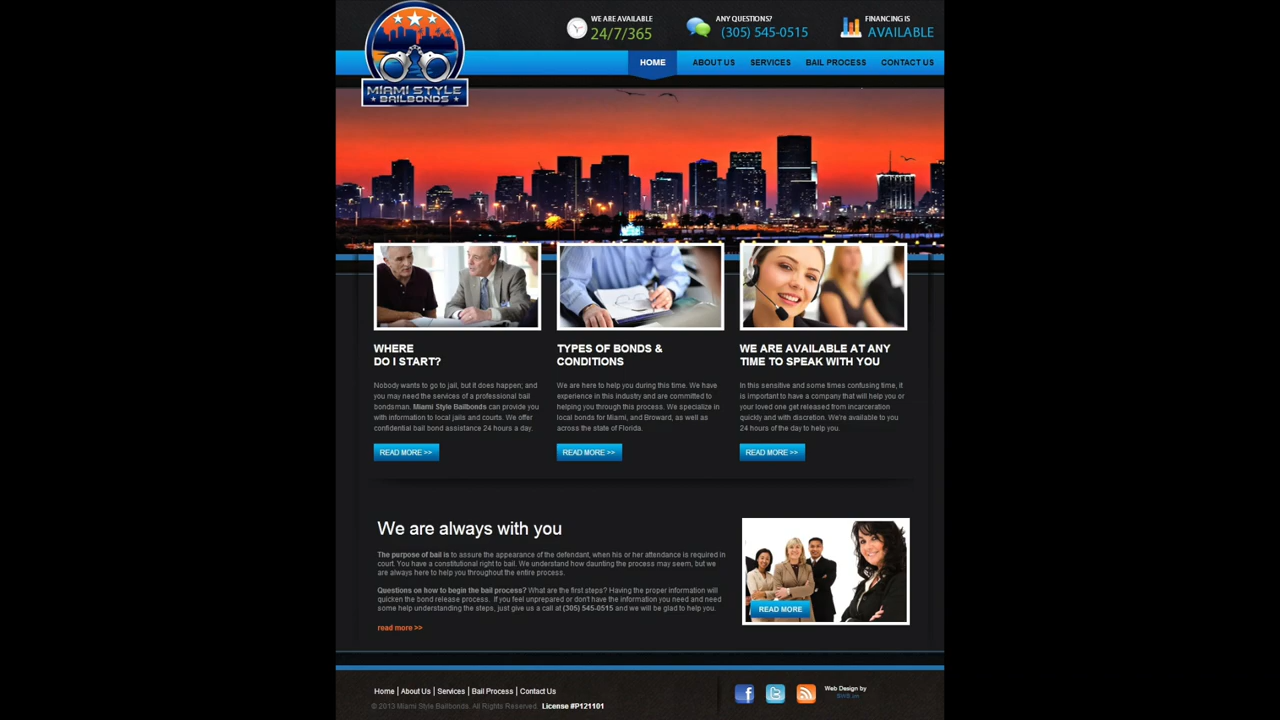 WE ARE AVAILABLE
24/7/365
ANY QUESTIONS?
(305) 545-0515
FINANCING IS
AVAILABLE
MIAMI STYLE
BAILBONDS
HOME
ABOUT US
SERVICES
BAIL PROCESS
CONTACT US
WHERE
DO I START?
Nobody wants to go to jail, but it does happen; and
you may need the services of a professional bail
bondsman. Miami Style Bailbonds can provide you
with information to local jails and courts. We offer
confidential bail bond assistance 24 hours a day.
READ MORE >>
TYPES OF BONDS &
CONDITIONS
We are here to help you during this time. We have
experience in this industry and are committed to
helping you through this process. We specialize in
local bonds for Miami, and Broward, as well as
across the state of Florida.
READ MORE >>
WE ARE AVAILABLE AT ANY
TIME TO SPEAK WITH YOU
In this sensitive and some times confusing time, it
is important to have a company that will help you or
your loved one get released from incarceration
quickly and with discretion. We're available to you
24 hours of the day to help you.
READ MORE >>
We are always with you
The purpose of bail is to assure the appearance of the defendant, when his or her attendance is required in
court. You have a constitutional right to bail. We understand how daunting the process may seem, but we
are always here to help you throughout the entire process.
Questions on how to begin the bail process? What are the first steps? Having the proper information will
quicken the bond release process. If you feel unprepared or don't have the information you need and need
some help understanding the steps, just give us a call at (305) 545-0515 and we will be glad to help you.
read more >>
READ MORE
Home | About Us | Services | Bail Process | Contact Us
© 2013 Miami Style Bailbonds. All Rights Reserved License #P121101
Web Design by